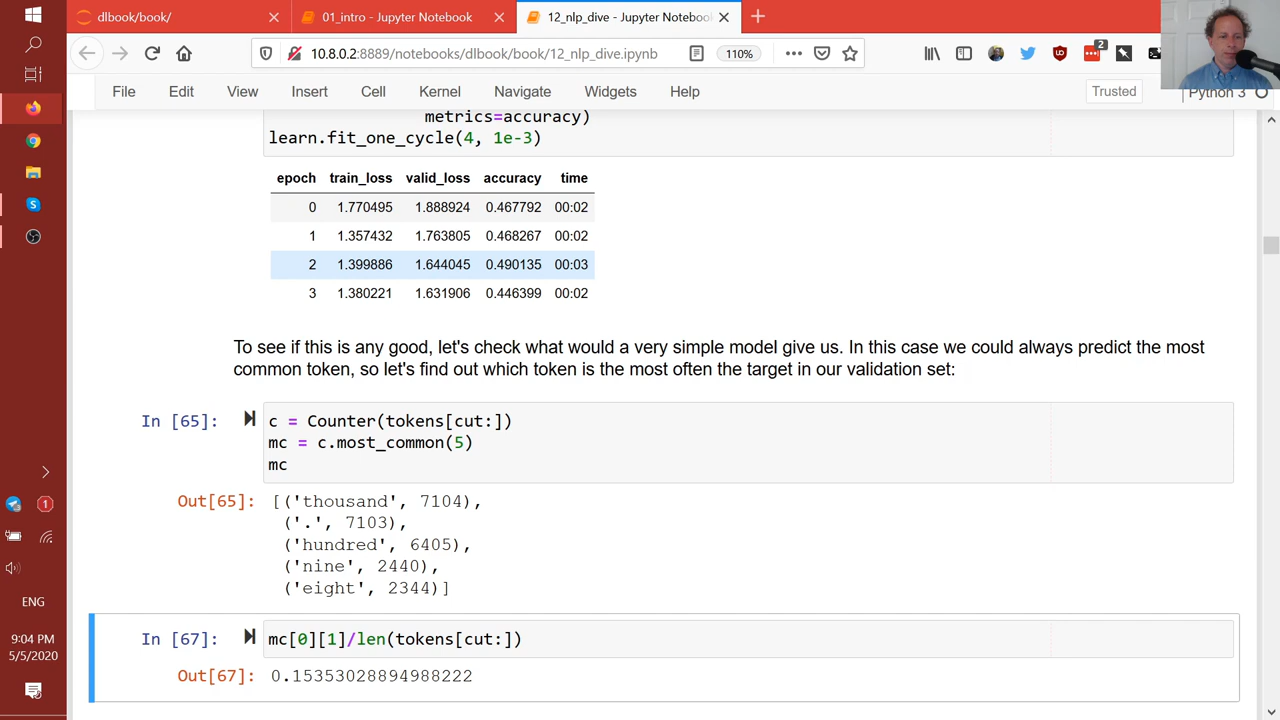 dlbook/book/
01_intro - Jupyter Notebook
12_nlp_dive - Jupyter Notebook
10.8.0.2:8889/notebooks/dlbook/book/12_nlp_dive.ipynb
110%
2
File Edit View Insert Cell Kernel Navigate Widgets Help
Trusted
Python 3
metrics=accuracy)
learn.fit_one_cycle(4, 1e-3)
epoch train_loss valid_loss accuracy time
0 1.770495 1.888924 0.467792 00:02
1 1.357432 1.763805 0.468267 00:02
2 1.399886 1.644045 0.490135 00:03
3 1.380221 1.631906 0.446399 00:02
To see if this is any good, let's check what would a very simple model give us. In this case we could always predict the most
common token, so let's find out which token is the most often the target in our validation set:
In [65]: c = Counter(tokens[cut:])
mc = c.most_common(5)
mc
Out[65]: [('thousand', 7104),
('.', 7103),
('hundred', 6405),
('nine', 2440),
('eight', 2344)]
In [67]: mc[0][1]/len(tokens[cut:])
Out[67]: 0.15353028894988222
1
ENG
9:04 PM
5/5/2020